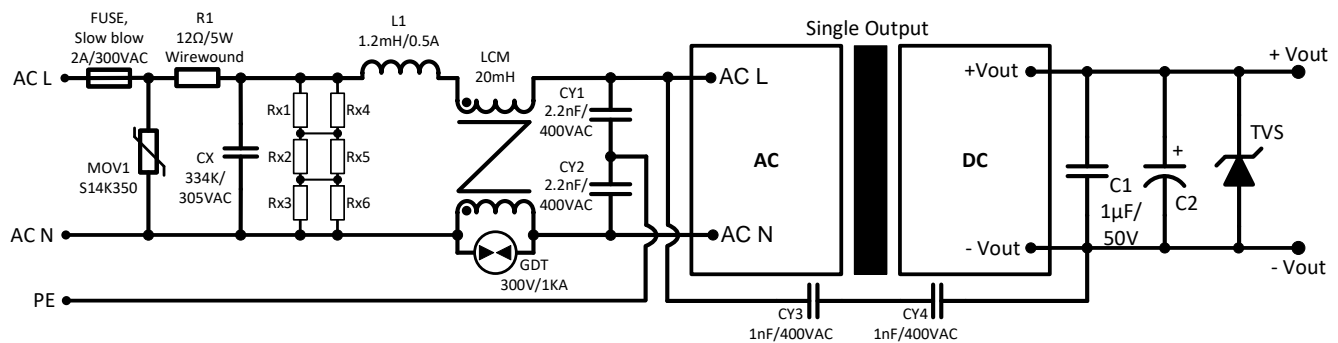 FUSE,
Slow blow
2A/300VAC
R1
12Ω/5W
Wirewound
L1
1.2mH/0.5A
LCM
20mH
Single Output
AC L
AC L
+Vout
+ Vout
Rx1
Rx4
CY1
2.2nF/
400VAC
TVS
MOV1
S14K350
CX
334K/
305VAC
Rx2
Rx5
AC
DC
+
CY2
2.2nF/
400VAC
C1
1µF/
50V
C2
Rx3
Rx6
AC N
AC N
- Vout
- Vout
GDT
300V/1KA
PE
CY3
1nF/400VAC
CY4
1nF/400VAC